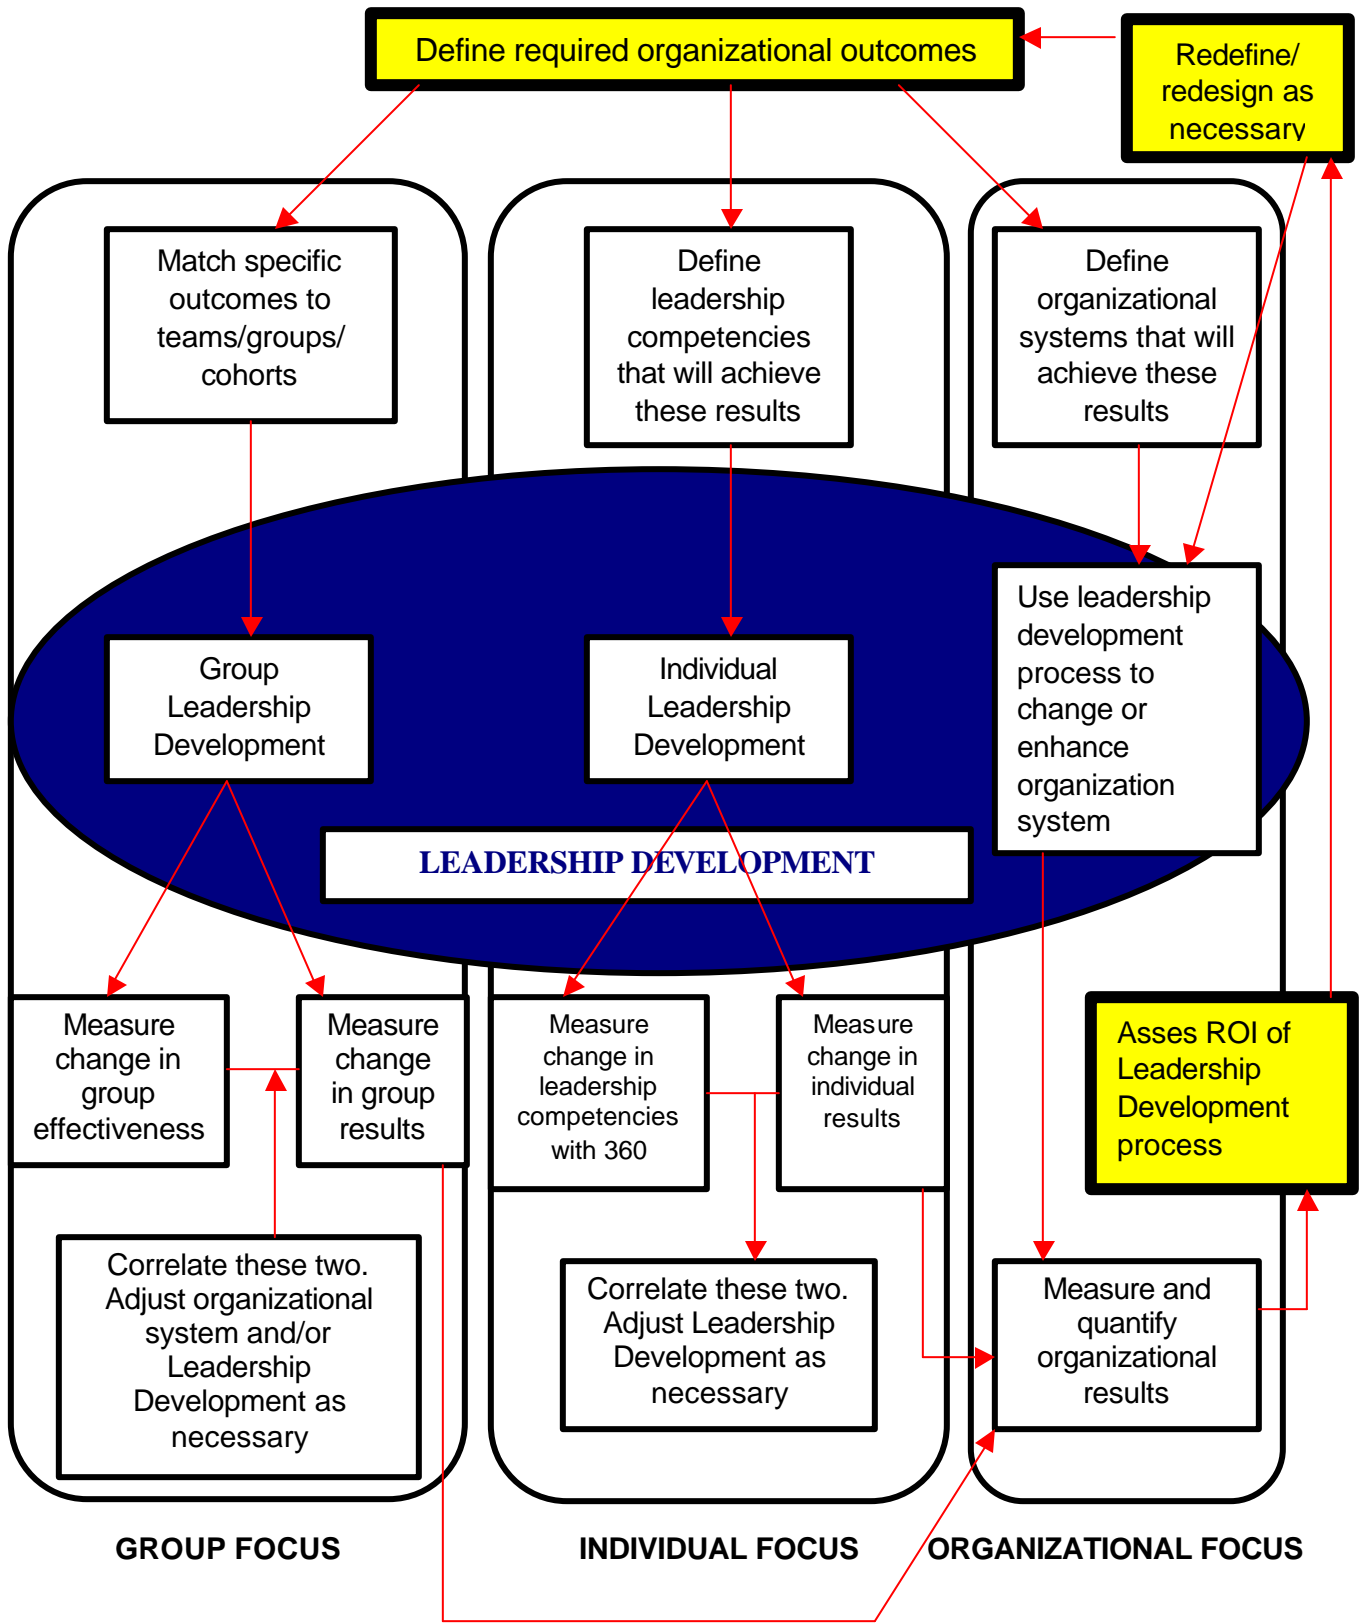 Define required organizational outcomes
Redefine/
redesign as
necessary
Match specific
outcomes to
teams/groups/
cohorts
Define
leadership
competencies
that will achieve
these results
Define
organizational
systems that will
achieve these
results
Group
Leadership
Development
Individual
Leadership
Development
Use leadership
development
process to
change or
enhance
organization
system
LEADERSHIP DEVELOPMENT
Measure
change in
group
effectiveness
Measure
change
in group
results
Measure
change in
leadership
competencies
with 360
Measure
change in
individual
results
Asses ROI of
Leadership
Development
process
Correlate these two.
Adjust organizational
system and/or
Leadership
Development as
necessary
Correlate these two.
Adjust Leadership
Development as
necessary
Measure and
quantify
organizational
results
GROUP FOCUS
INDIVIDUAL FOCUS
ORGANIZATIONAL FOCUS